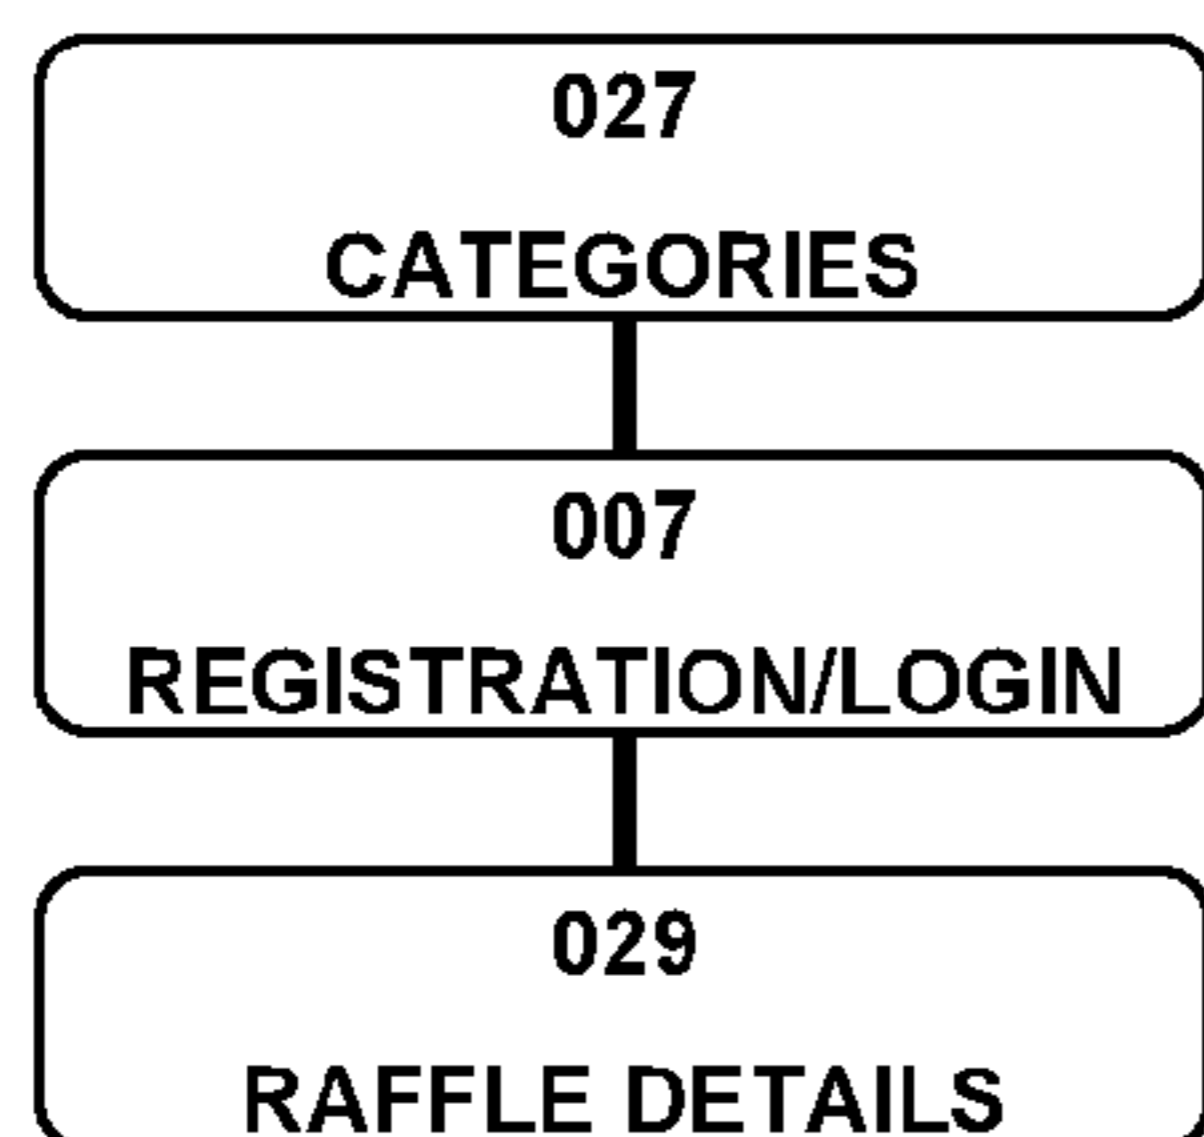 027
CATEGORIES
007
REGISTRATION/LOGIN
029
RAFFLE DETAILS